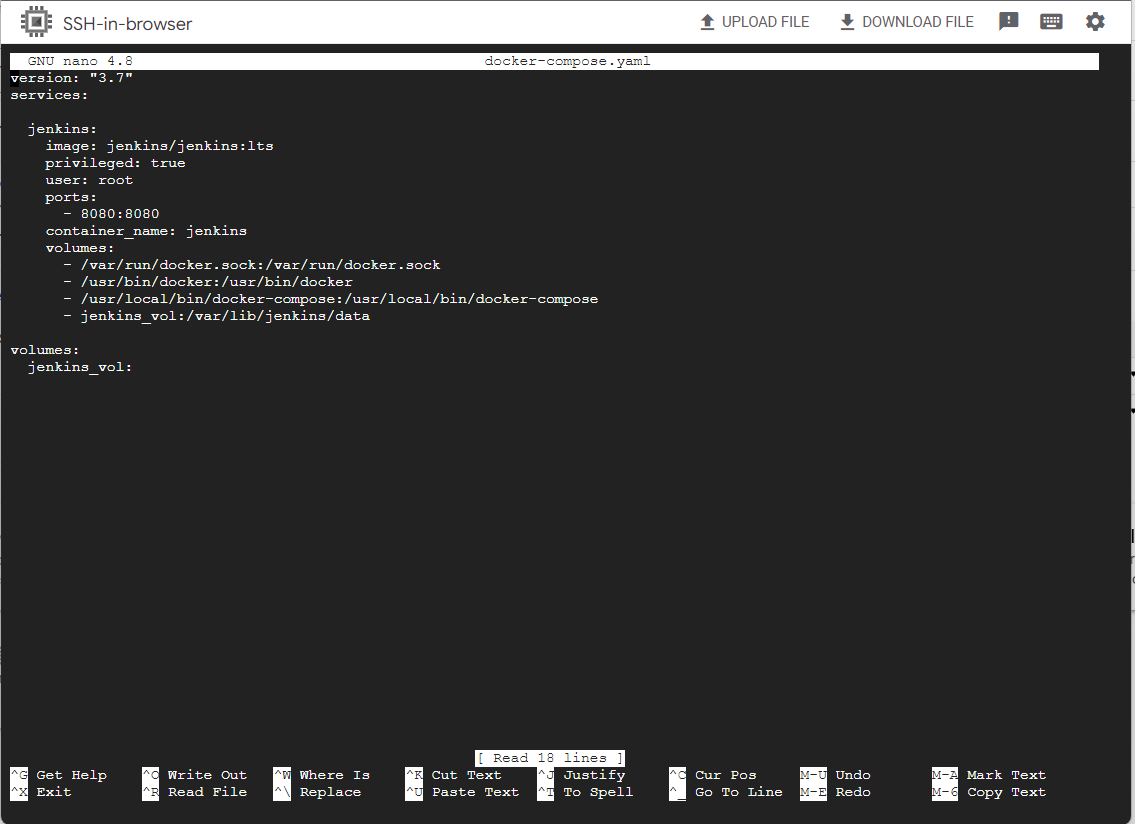 SSH-in-browser UPLOAD FILE DOWNLOAD FILE
GNU nano 4.8 docker-compose.yaml
version: "3.7"
services:
jenkins:
image: jenkins/jenkins:lts
privileged: true
user: root
ports:
- 8080:8080
container_name: jenkins
volumes:
- /var/run/docker.sock:/var/run/docker.sock
- /usr/bin/docker:/usr/bin/docker
- /usr/local/bin/docker-compose:/usr/local/bin/docker-compose
- jenkins_vol:/var/lib/jenkins/data
volumes:
jenkins_vol:
[ Read 18 lines ]
^G Get Help ^O Write Out ^W Where Is ^K Cut Text ^J Justify ^C Cur Pos M-U Undo M-A Mark Text
^X Exit ^R Read File ^\ Replace ^U Paste Text ^T To Spell ^_ Go To Line M-E Redo M-6 Copy Text